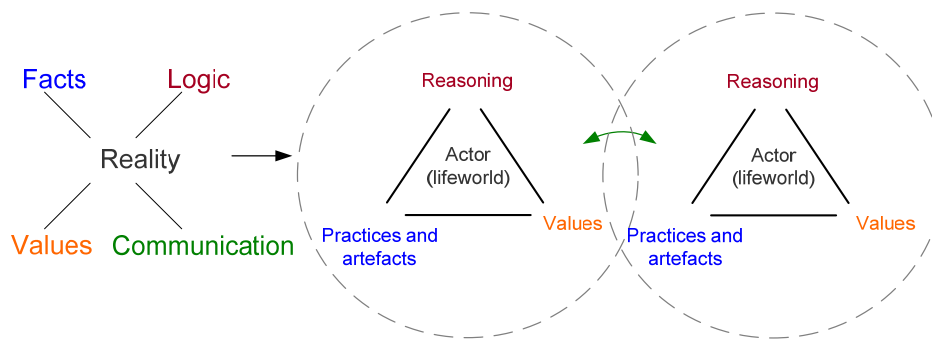 Facts
Logic
Reality
Values
Communication
Reasoning
Actor
(lifeworld)
Practices and
artefacts
Values
Reasoning
Actor
(lifeworld)
Practices and
artefacts
Values